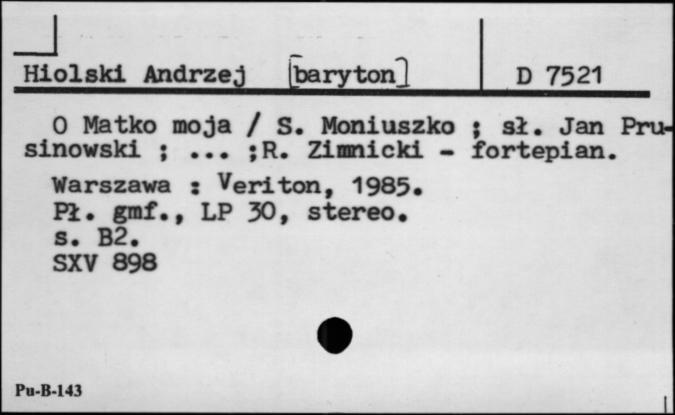 Hiolski Andrzej [baryton] D 7521
O Matko moja / S. Moniuszko ; sł. Jan Pru-
sinowski ; ... ;R. Zimnicki - fortepian.
Warszawa : Veriton, 1985.
Pł. gmf., LP 30, stereo.
s. B2.
SXV 898
Pu-B-143